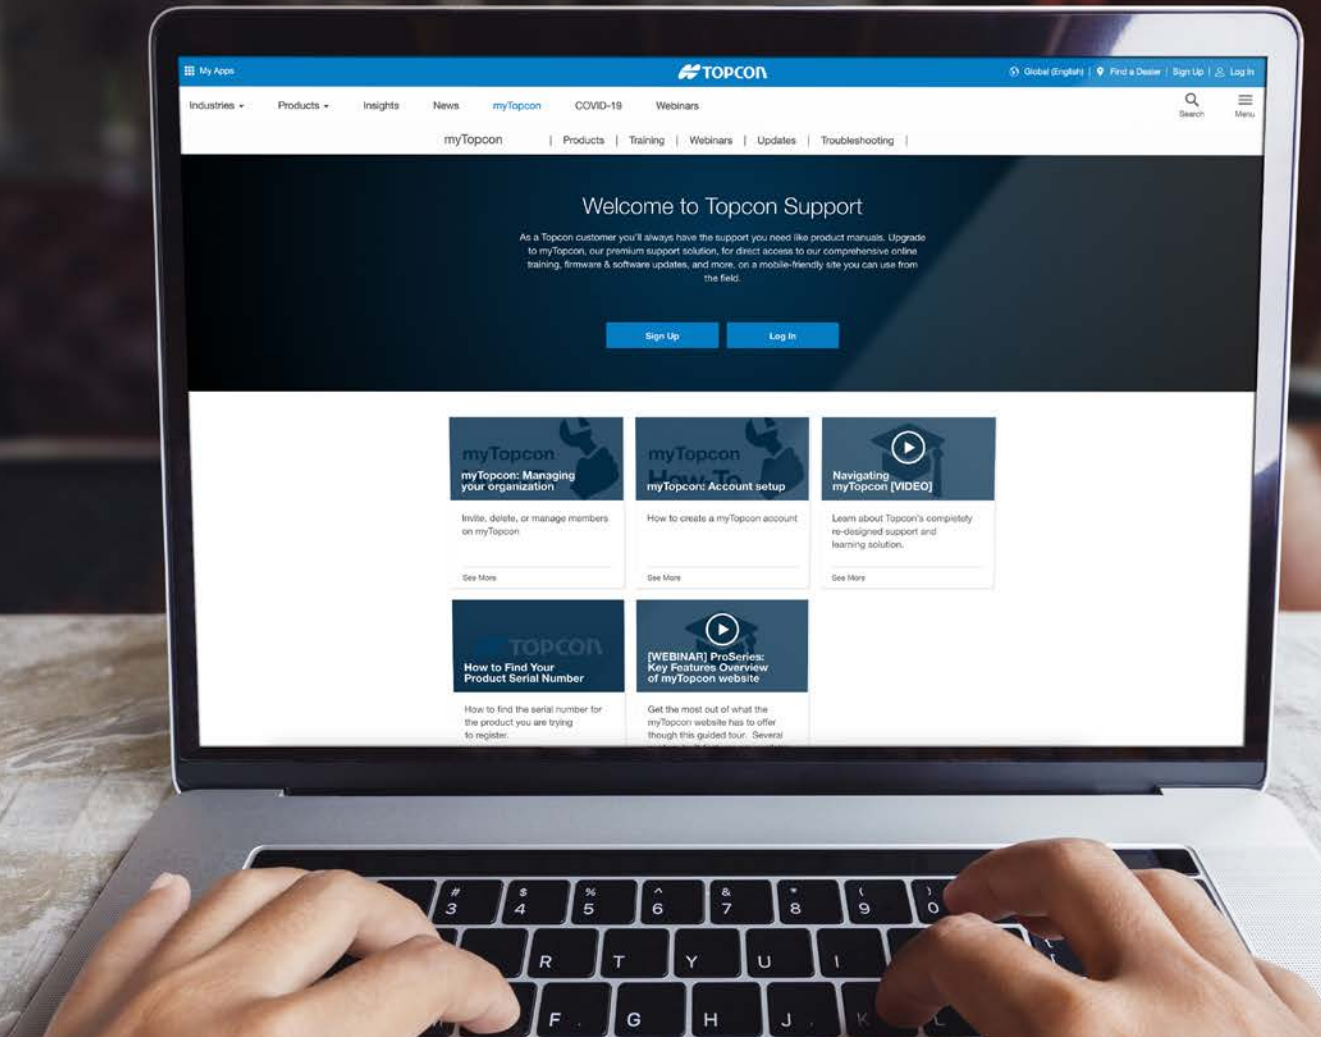 My Apps
TOPCON
Global (English) | Find a Dealer | Sign Up | Log In
Industries Products Insights News myTopcon COVID-19 Webinars
Search
Menu
myTopcon | Products | Training | Webinars | Updates | Troubleshooting |
Welcome to Topcon Support
As a Topcon customer you'll always have the support you need like product manuals. Upgrade
to myTopcon, our premium support solution, for direct access to our comprehensive online
training, firmware & software updates, and more, on a mobile-friendly site you can use from
the field.
Sign Up
Log In
myTopcon
myTopcon: Managing
your organization
Invite, delete, or manage members
on myTopcon
See More
myTopcon
How-To
myTopcon: Account setup
How to create a myTopcon account
See More
Navigating
myTopcon [VIDEO]
Learn about Topcon's completely
re-designed support and
learning solution.
See More
TOPCON
How to Find Your
Product Serial Number
How to find the serial number for
the product you are trying
to register.
[WEBINAR] ProSeries:
Key Features Overview
of myTopcon website
Get the most out of what the
myTopcon website has to offer
though this guided tour. Several
# $ % ^ & * ( )
3 4 5 6 7 8 9 0
R T Y U I
F G H J K L